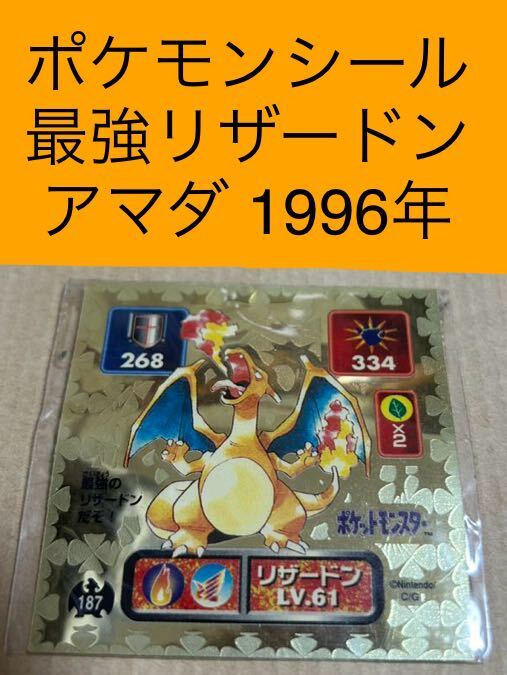 ポケモンシール
最強リザードン
アマダ 1996年
268
334
×2
最強の
リザードン
だぞ！
ポケットモンスター™
187
リザードン
LV.61
©Nintendo/
C/G